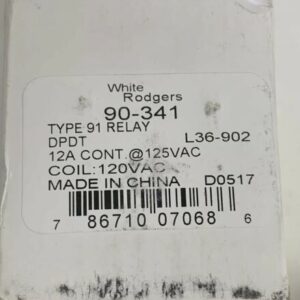 White
Rodgers
90-341
TYPE 91 RELAY
DPDT L36-902
12A CONT.@125VAC
COIL:120VAC
MADE IN CHINA D0517
7 86710 07068 6